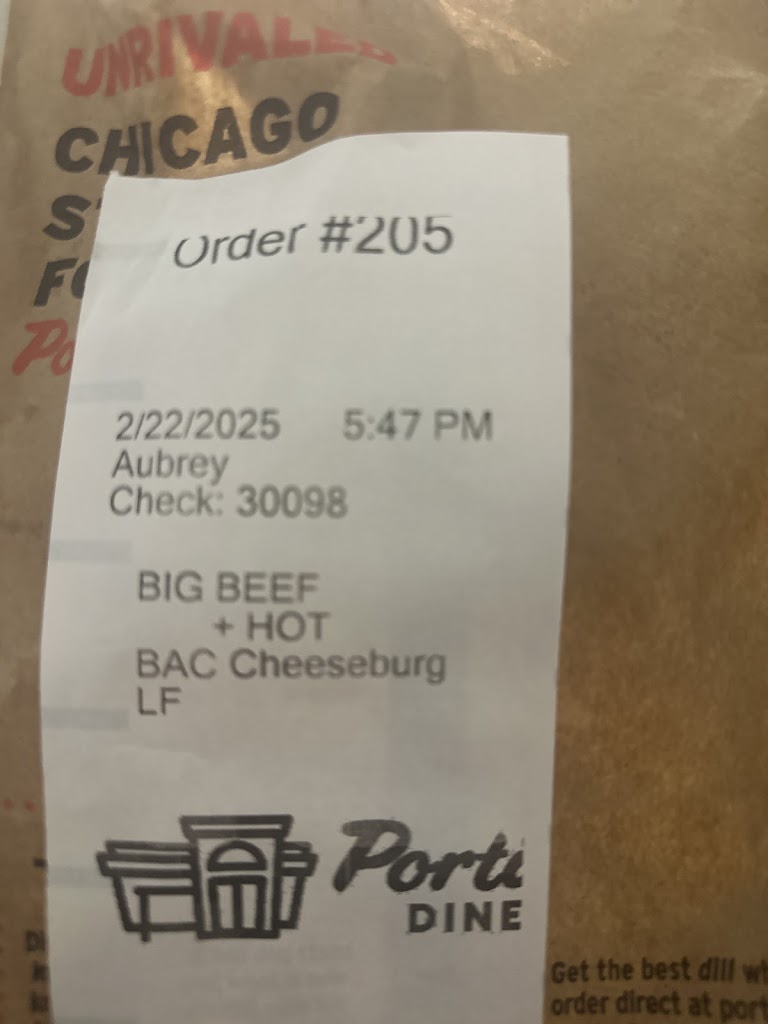 UNRIVALED
CHICAGO
Order #205
2/22/2025 5:47 PM
Aubrey
Check: 30098
BIG BEEF
+ HOT
BAC Cheeseburg
LF
DINE
Get the best dill
order direct at